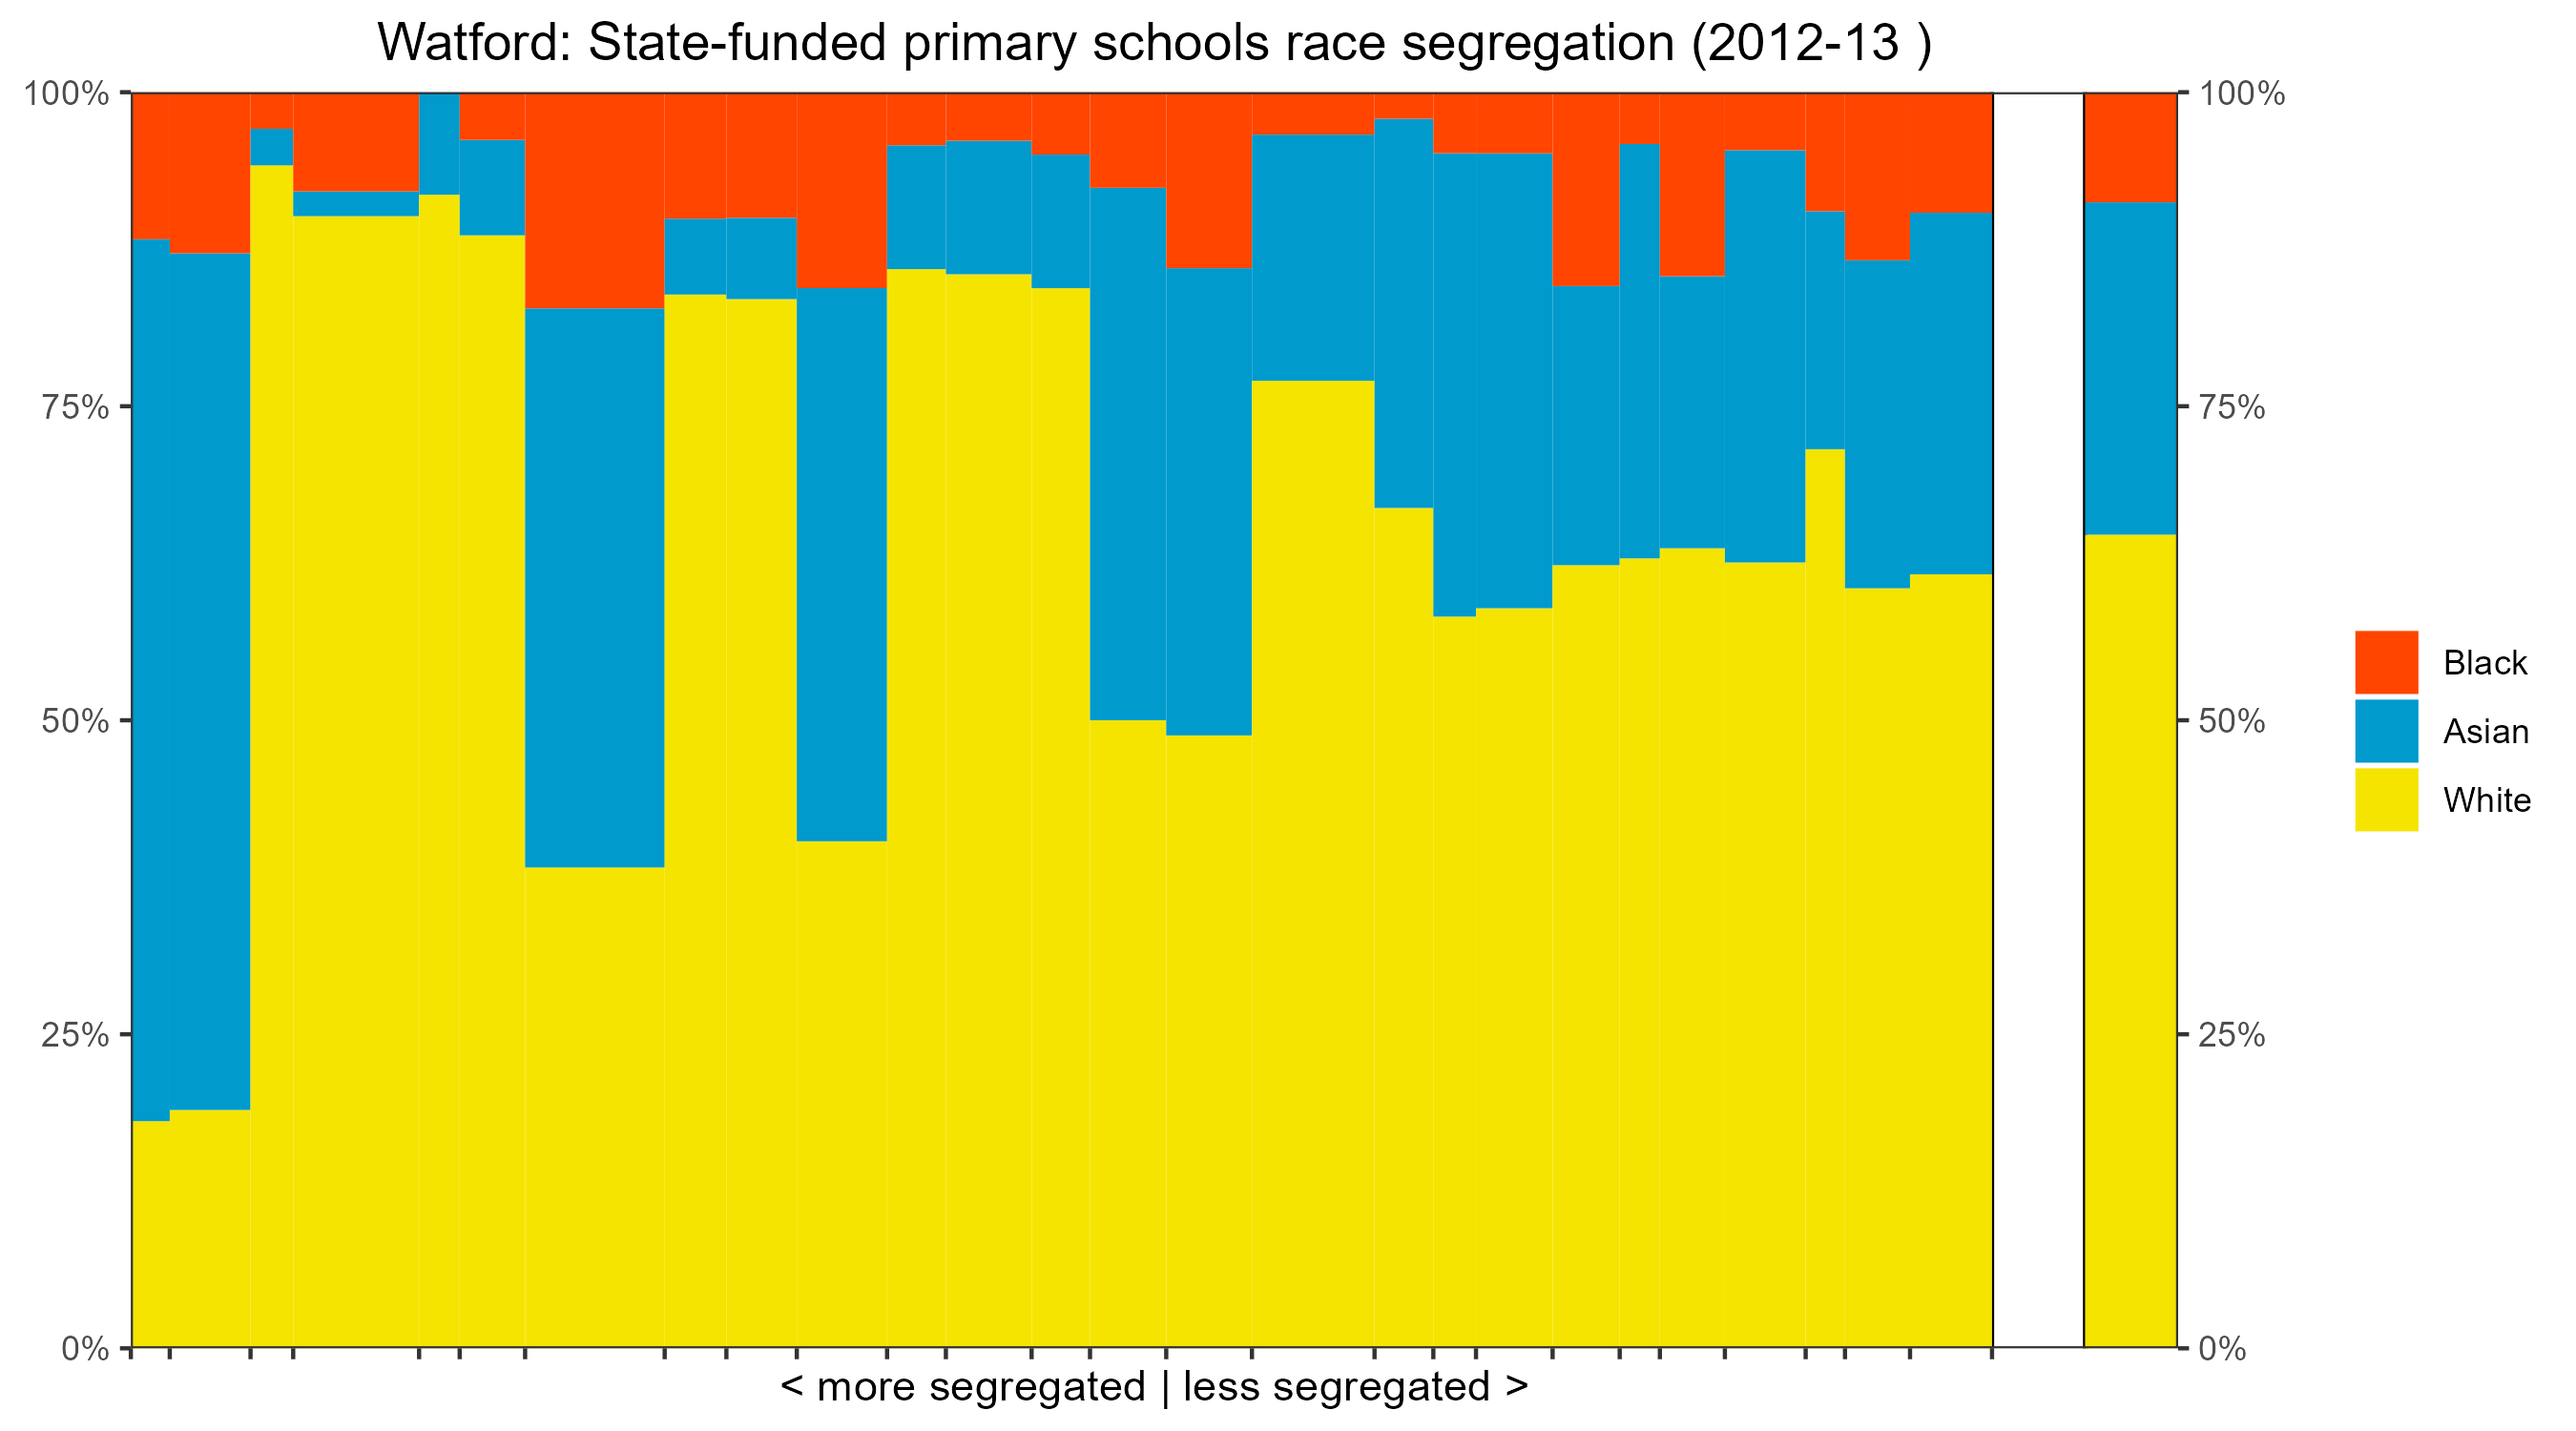 Watford: State-funded primary schools race segregation (2012-13 )
100%
75%
50%
25%
0%
100%
75%
50%
25%
0%
Black
Asian
White
< more segregated | less segregated >